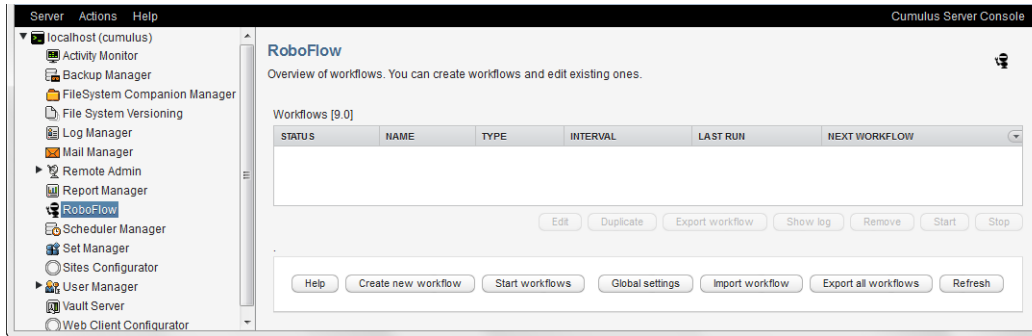 Server Actions Help Cumulus Server Console
localhost (cumulus)
Activity Monitor
Backup Manager
FileSystem Companion Manager
File System Versioning
Log Manager
Mail Manager
Remote Admin
Report Manager
RoboFlow
Scheduler Manager
Set Manager
Sites Configurator
User Manager
Vault Server
Web Client Configurator
RoboFlow
Overview of workflows. You can create workflows and edit existing ones.
Workflows [9.0]
STATUS NAME TYPE INTERVAL LAST RUN NEXT WORKFLOW
Edit Duplicate Export workflow Show log Remove Start Stop
.
Help Create new workflow Start workflows Global settings Import workflow Export all workflows Refresh